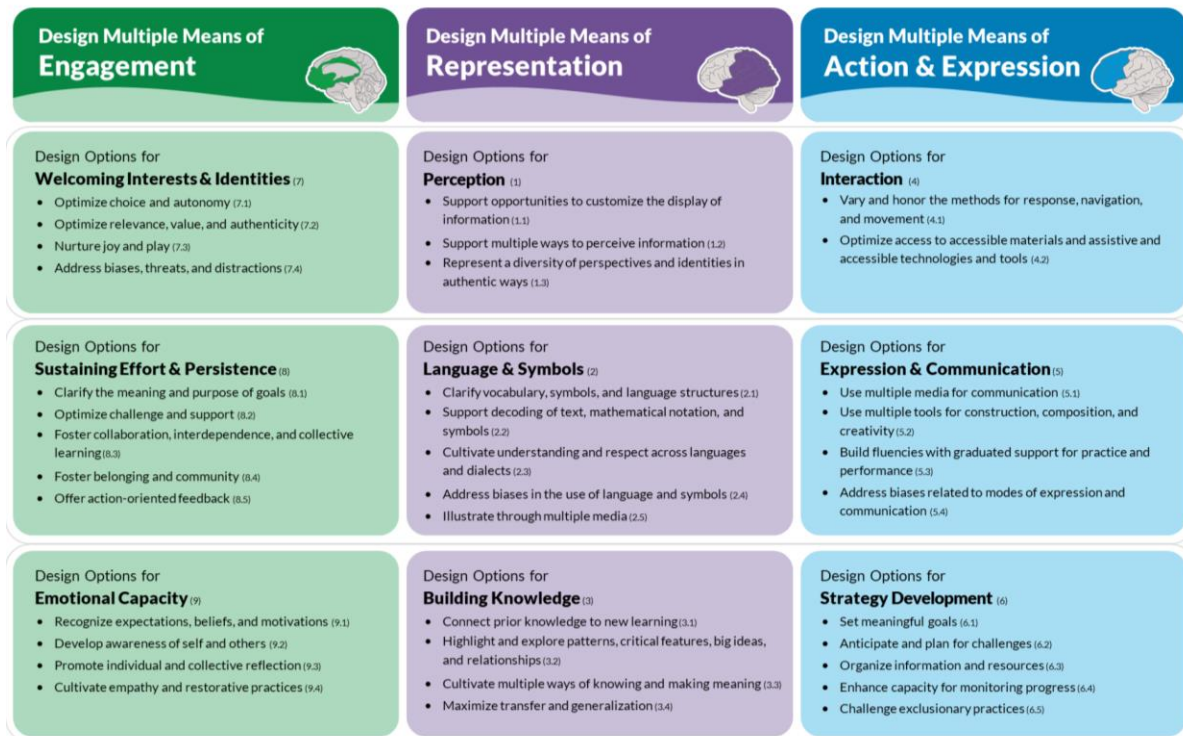 Design Multiple Means of
Engagement
Design Multiple Means of
Representation
Design Multiple Means of
Action & Expression
Design Options for
Welcoming Interests & Identities (7)
• Optimize choice and autonomy (7.1)
• Optimize relevance, value, and authenticity (7.2)
• Nurture joy and play (7.3)
• Address biases, threats, and distractions (7.4)
Design Options for
Perception (1)
• Support opportunities to customize the display of
information (1.1)
• Support multiple ways to perceive information (1.2)
• Represent a diversity of perspectives and identities in
authentic ways (1.3)
Design Options for
Interaction (4)
• Vary and honor the methods for response, navigation,
and movement (4.1)
• Optimize access to accessible materials and assistive and
accessible technologies and tools (4.2)
Design Options for
Sustaining Effort & Persistence (8)
• Clarify the meaning and purpose of goals (8.1)
• Optimize challenge and support (8.2)
• Foster collaboration, interdependence, and collective
learning(8.3)
• Foster belonging and community (8.4)
• Offer action-oriented feedback (8.5)
Design Options for
Language & Symbols (2)
• Clarify vocabulary, symbols, and language structures (2.1)
• Support decoding of text, mathematical notation, and
symbols (2.2)
• Cultivate understanding and respect across languages
and dialects (2.3)
• Address biases in the use of language and symbols (2.4)
• Illustrate through multiple media (2.5)
Design Options for
Expression & Communication (5)
• Use multiple media for communication (5.1)
• Use multiple tools for construction, composition, and
creativity (5.2)
• Build fluencies with graduated support for practice and
performance (5.3)
• Address biases related to modes of expression and
communication (5.4)
Design Options for
Emotional Capacity (9)
• Recognize expectations, beliefs, and motivations (9.1)
• Develop awareness of self and others (9.2)
• Promote individual and collective reflection (9.3)
• Cultivate empathy and restorative practices (9.4)
Design Options for
Building Knowledge (3)
• Connect prior knowledge to new learning(3.1)
• Highlight and explore patterns, critical features, big ideas,
and relationships (3.2)
• Cultivate multiple ways of knowing and making meaning (3.3)
• Maximize transfer and generalization (3.4)
Design Options for
Strategy Development (6)
• Set meaningful goals (6.1)
• Anticipate and plan for challenges (6.2)
• Organize information and resources (6.3)
• Enhance capacity for monitoring progress (6.4)
• Challenge exclusionary practices (6.5)